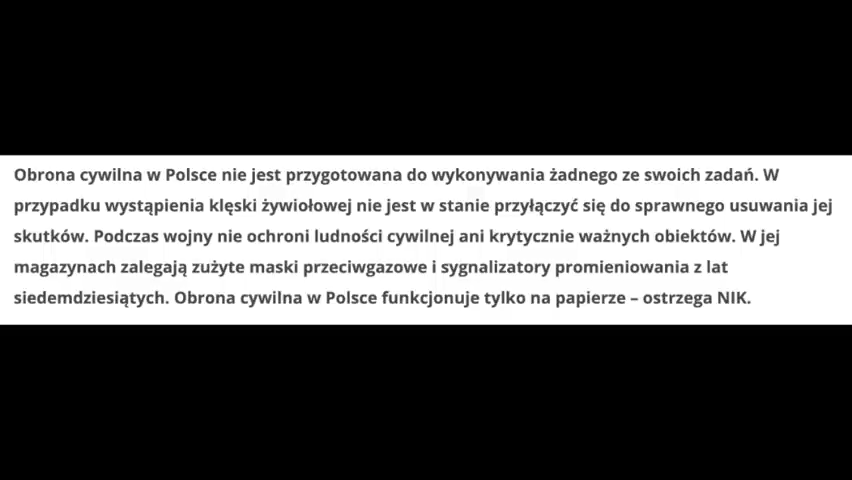 Obrona cywilna w Polsce nie jest przygotowana do wykonywania żadnego ze swoich zadań. W
przypadku wystąpienia klęski żywiołowej nie jest w stanie przyłączyć się do sprawnego usuwania jej
skutków. Podczas wojny nie ochroni ludności cywilnej ani krytycznie ważnych obiektów. W jej
magazynach zalegają zużyte maski przeciwgazowe i sygnalizatory promieniowania z lat
siedemdziesiątych. Obrona cywilna w Polsce funkcjonuje tylko na papierze – ostrzega NIK.